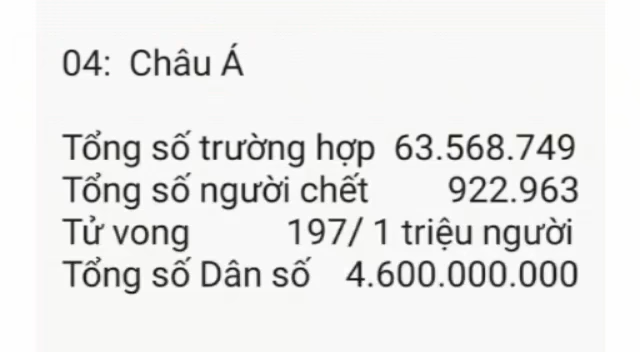 04: Châu Á
Tổng số trường hợp 63.568.749
Tổng số người chết 922.963
Tử vong 197/ 1 triệu người
Tổng số Dân số 4.600.000.000